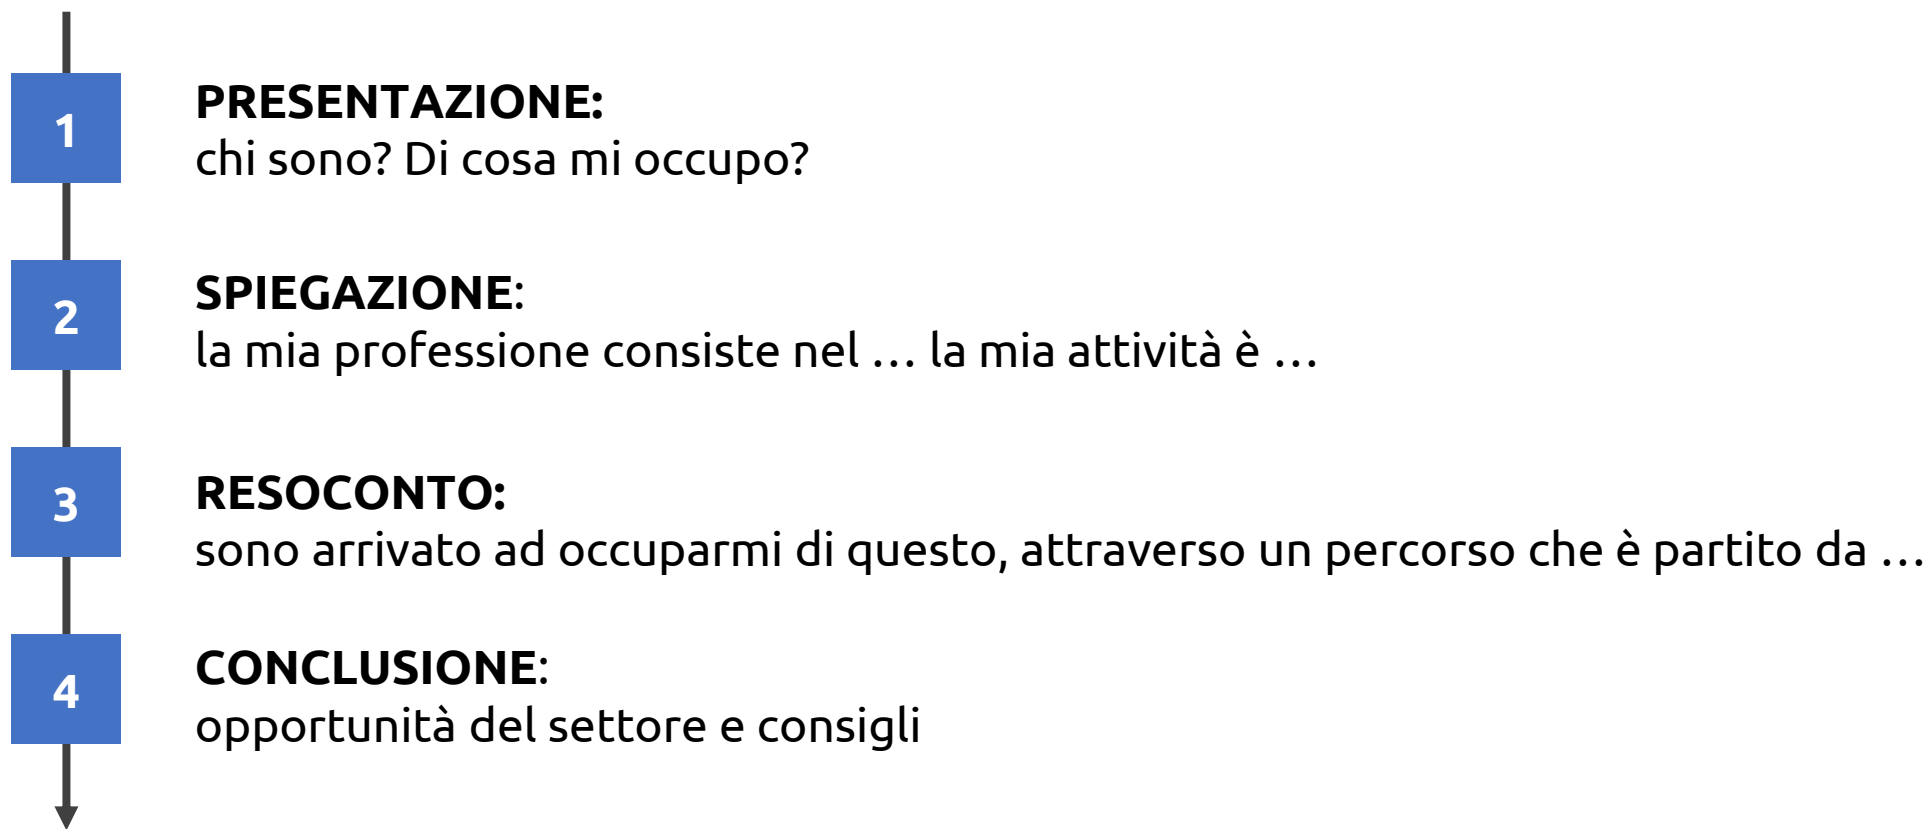 1
PRESENTAZIONE:
chi sono? Di cosa mi occupo?
2
SPIEGAZIONE:
la mia professione consiste nel … la mia attività è …
3
RESOCONTO:
sono arrivato ad occuparmi di questo, attraverso un percorso che è partito da …
4
CONCLUSIONE:
opportunità del settore e consigli